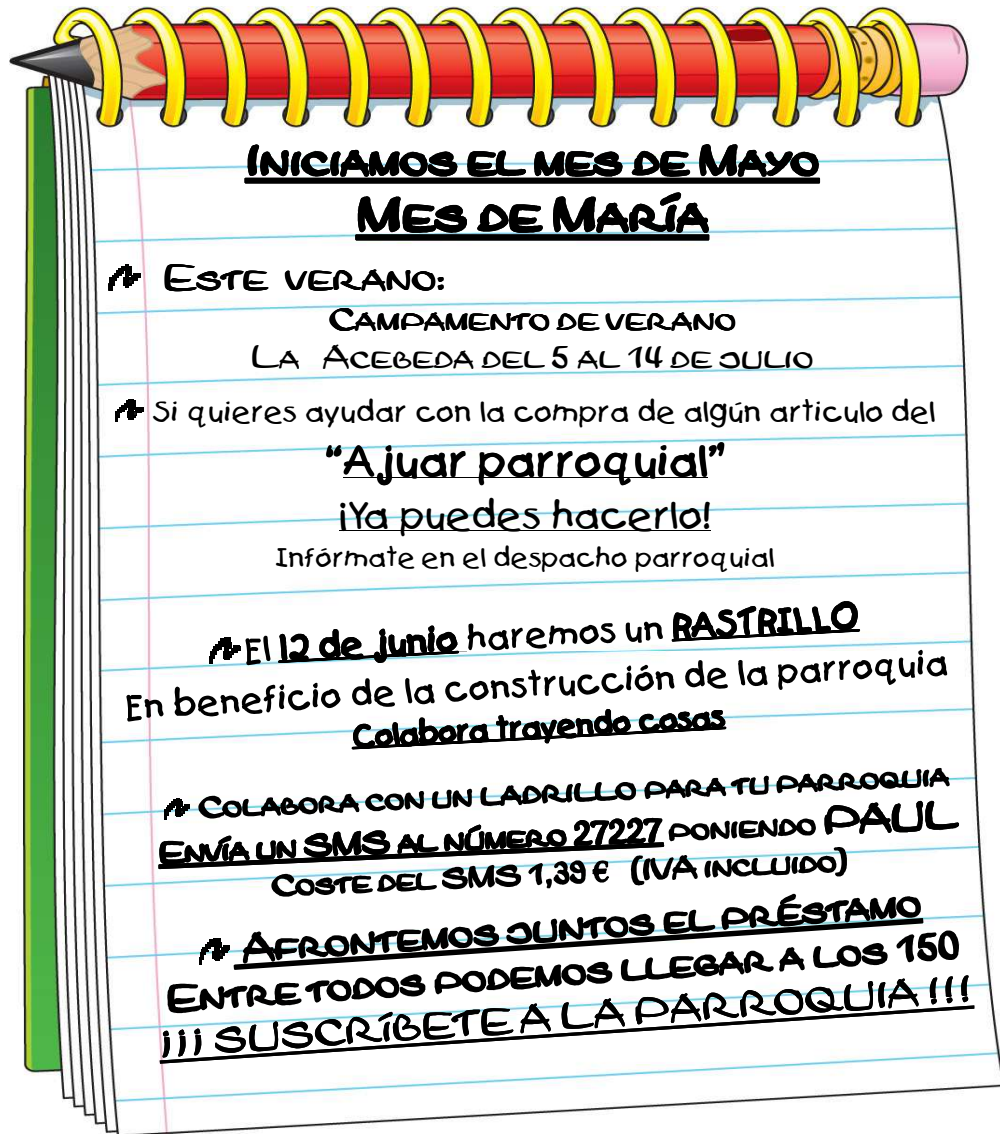 INICIAMOS EL MES DE MAYO
MES DE MARÍA
ESTE VERANO:
CAMPAMENTO DE VERANO
LA ACEBEDA DEL 5 AL 14 DE JULIO
Si quieres ayudar con la compra de algún articulo del
“Ajuar parroquial”
¡Ya puedes hacerlo!
Infórmate en el despacho parroquial
El 12 de junio haremos un RASTRILLO
En beneficio de la construcción de la parroquia
Colabora trayendo cosas
COLABORA CON UN LADRILLO PARA TU PARROQUIA
ENVÍA UN SMS AL NÚMERO 27227 PONIENDO PAUL
COSTE DEL SMS 1,39 € (IVA INCLUIDO)
AFRONTEMOS JUNTOS EL PRÉSTAMO
ENTRE TODOS PODEMOS LLEGAR A LOS 150
¡¡¡ SUSCRÍBETE A LA PARROQUIA !!!